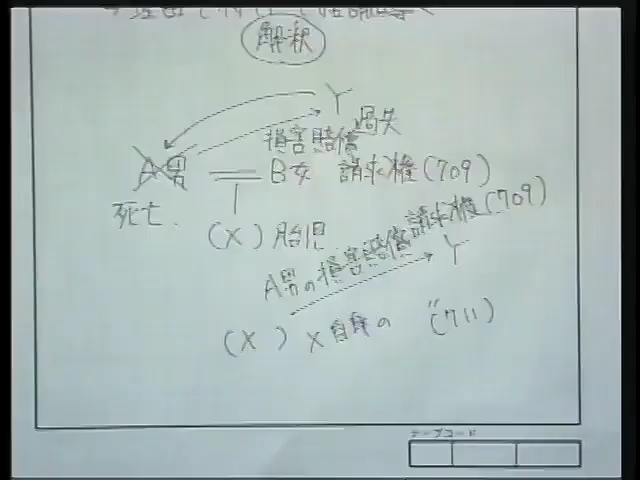 解釈
Y 過失
損害賠償
A男 B女 請求権(709)
死亡.
(X)胎児
A男の損害賠償請求権(709)
Y
(X) X自身の 〃(711)
テープコード